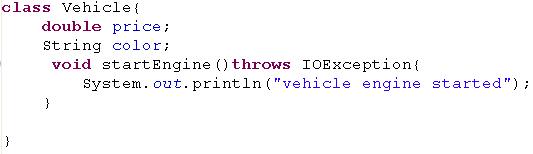 class Vehicle{
    double price;
    String color;
     void startEngine()throws IOException{
        System.out.println("vehicle engine started");
    }

}